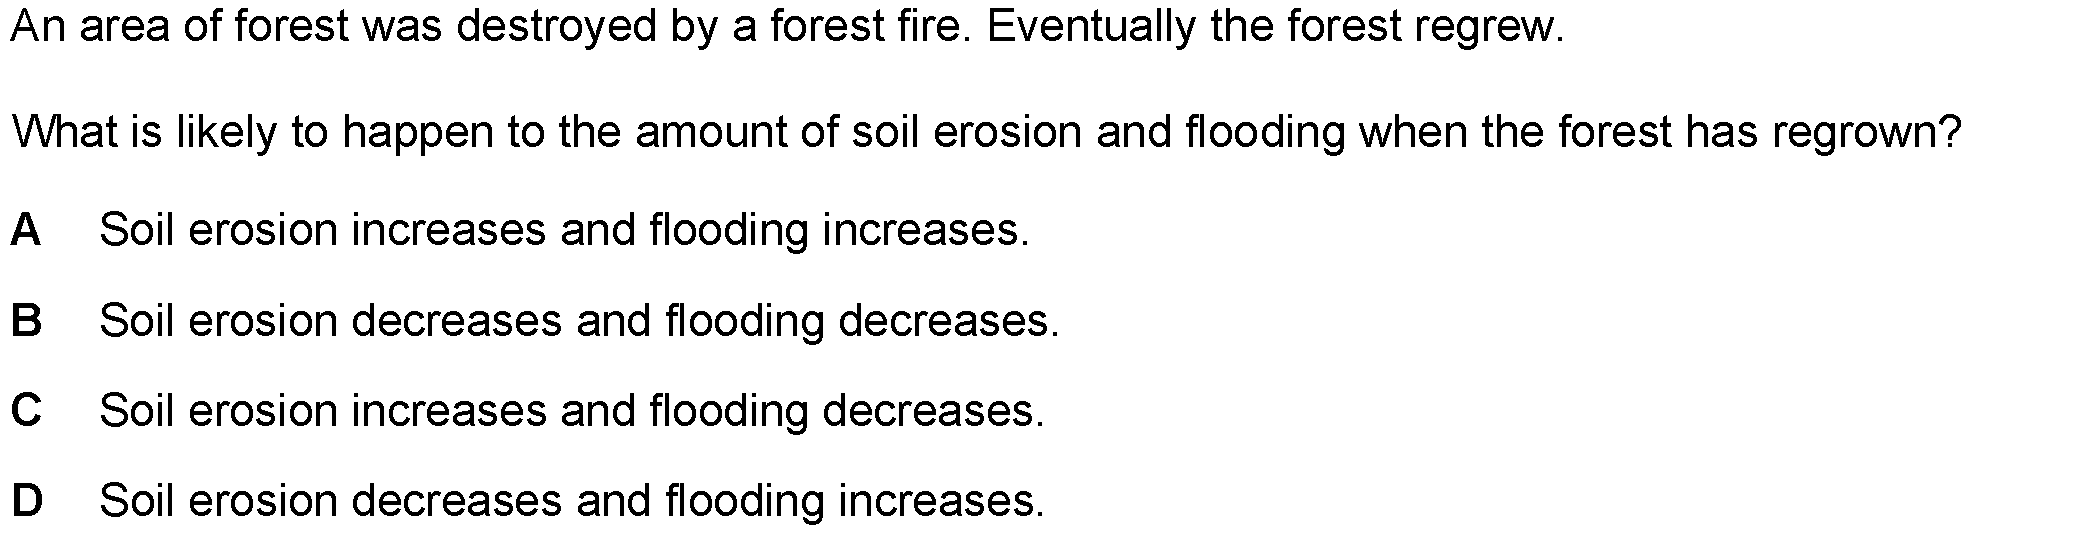 An area of forest was destroyed by a forest fire. Eventually the forest regrew.
What is likely to happen to the amount of soil erosion and flooding when the forest has regrown?
A Soil erosion increases and flooding increases.
B Soil erosion decreases and flooding decreases.
C Soil erosion increases and flooding decreases.
D Soil erosion decreases and flooding increases.